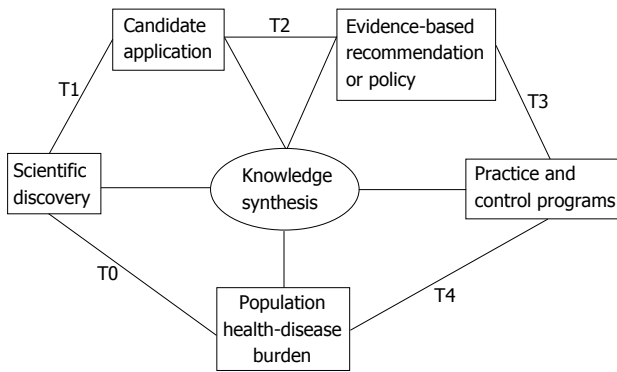 Candidate
application
T2
Evidence-based
recommendation
or policy
T1
T3
Scientific
discovery
Knowledge
synthesis
Practice and
control programs
T0
Population
health-disease
burden
T4